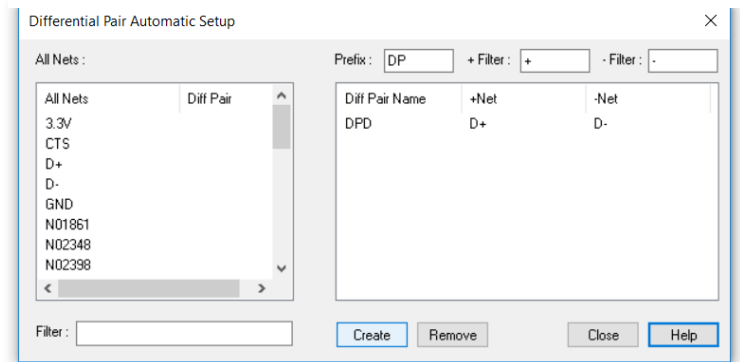 Differential Pair Automatic Setup
All Nets :
Prefix : DP + Filter : + - Filter : -
All Nets Diff Pair
3.3V
CTS
D+
D-
GND
N01861
N02348
N02398
Diff Pair Name +Net -Net
DPD D+ D-
Filter :
Create Remove Close Help